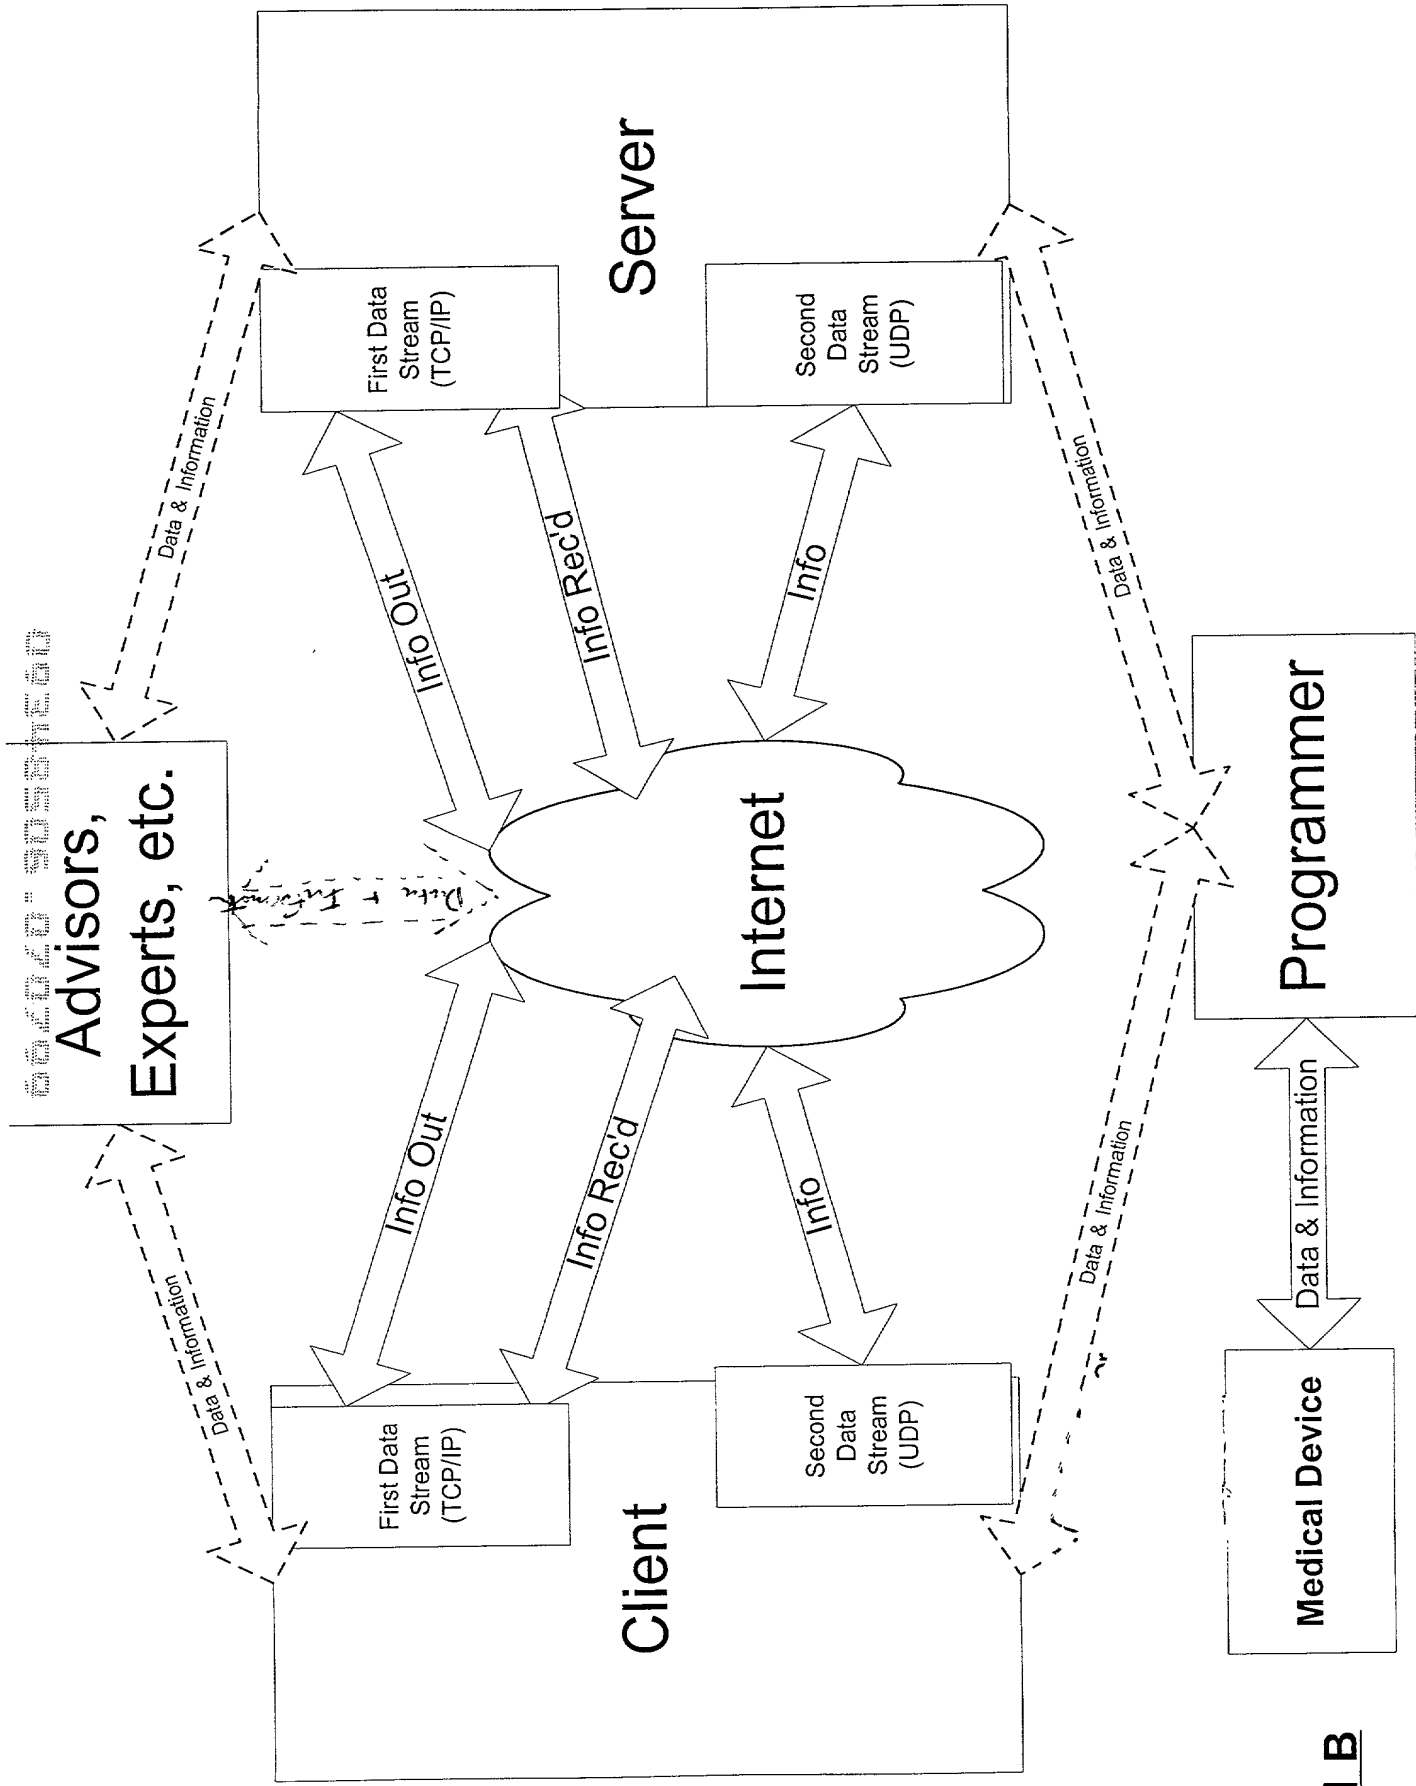 Advisors,
Experts, etc.
Data & Information
Data & Information
Data +
First Data
Stream
(TCP/IP)
First Data
Stream
(TCP/IP)
Info Out
Info Out
Info Rec'd
Info Rec'd
Client
Internet
Server
Second
Data
Stream
(UDP)
Info
Info
Second
Data
Stream
(UDP)
Data & Information
Data & Information
Medical Device
Data & Information
Programmer
B